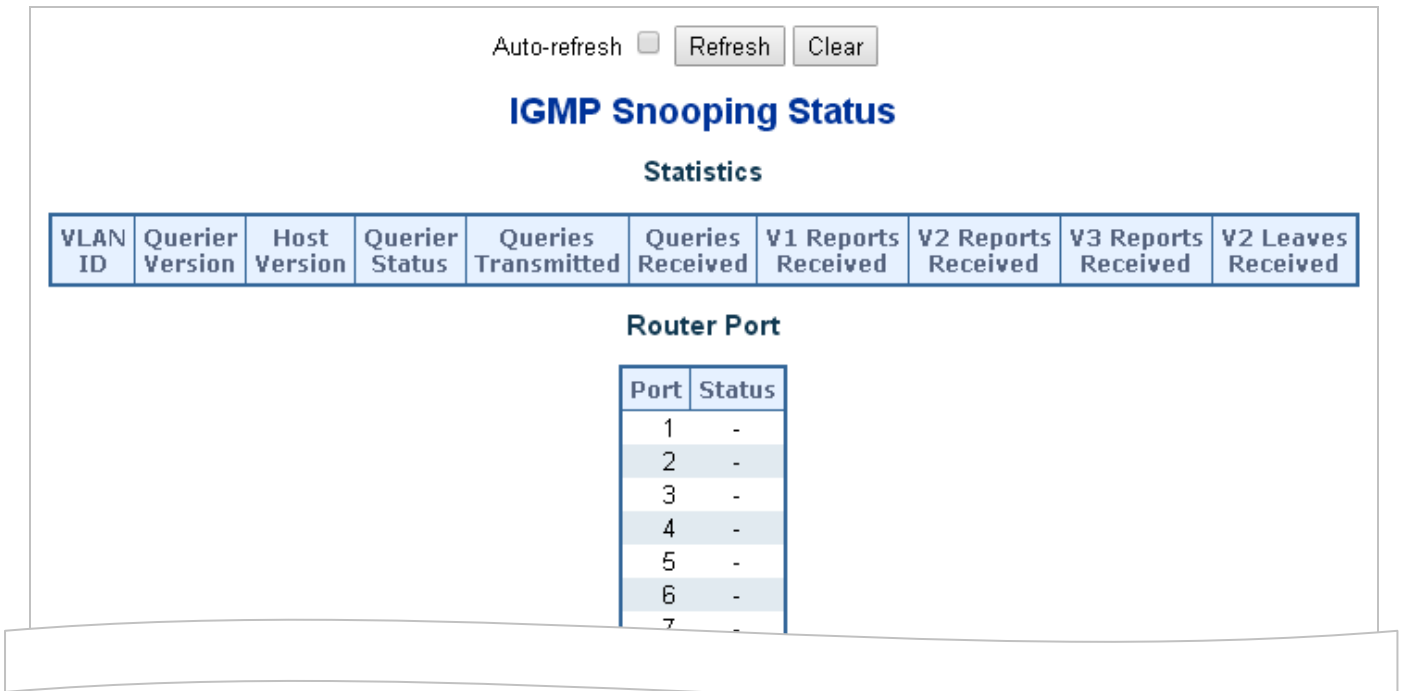 Auto-refresh Refresh Clear
IGMP Snooping Status
Statistics
VLAN ID Querier Version Host Version Querier Status Queries Transmitted Queries Received V1 Reports Received V2 Reports Received V3 Reports Received V2 Leaves Received
Router Port
Port Status
1 -
2 -
3 -
4 -
5 -
6 -
7 -